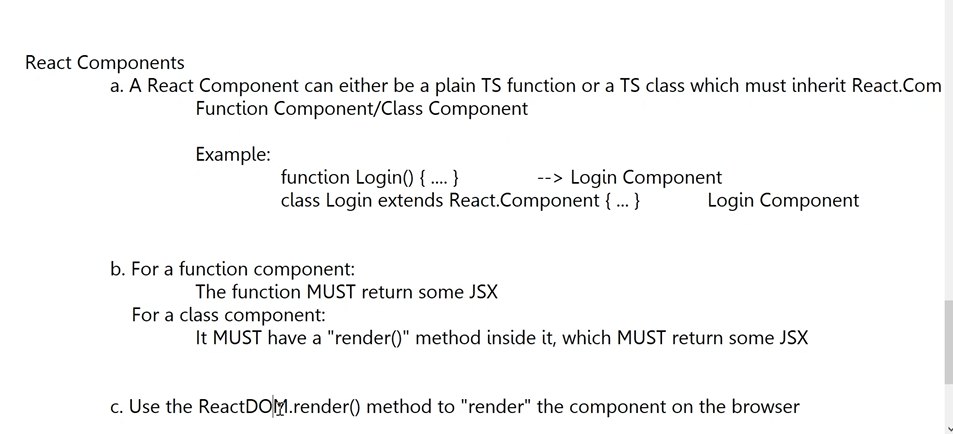 React Components
a. A React Component can either be a plain TS function or a TS class which must inherit React.Com
Function Component/Class Component
Example:
function Login() { .... } --> Login Component
class Login extends React.Component { ... } Login Component
b. For a function component:
The function MUST return some JSX
For a class component:
It MUST have a "render()" method inside it, which MUST return some JSX
c. Use the ReactDOM.render() method to "render" the component on the browser